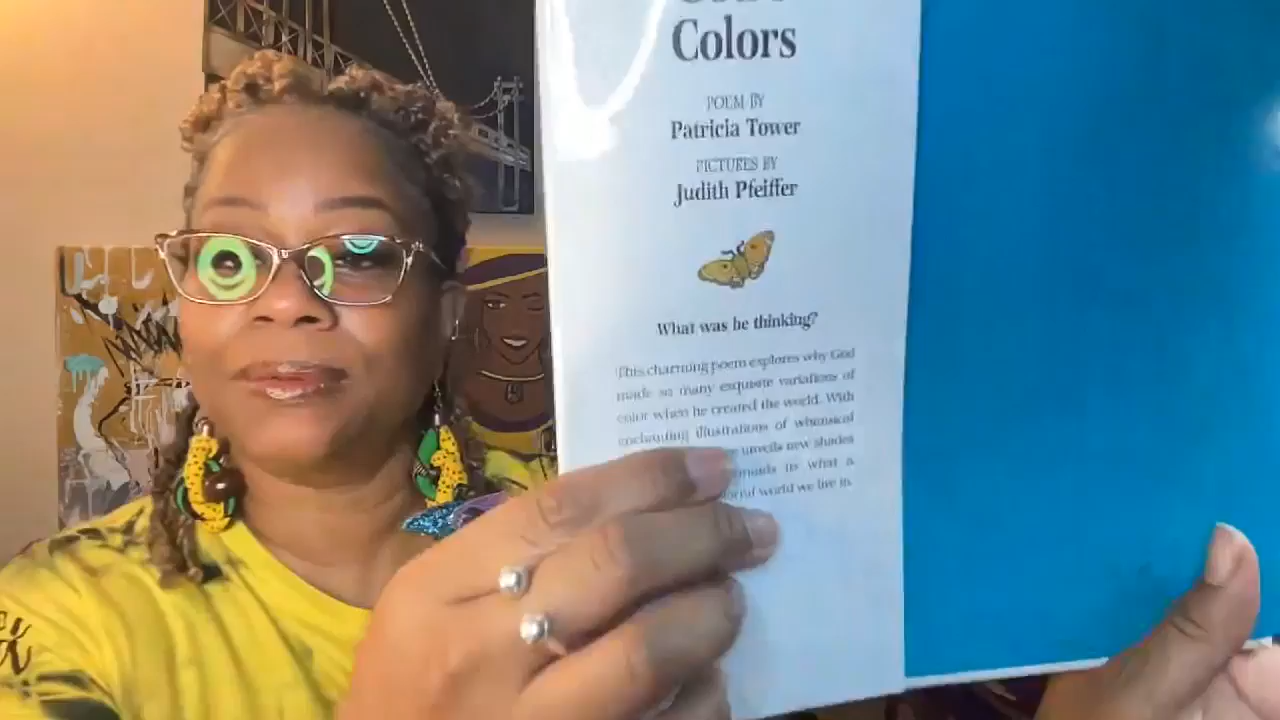 Colors
POEM BY
Patricia Tower
PICTURES BY
Judith Pfeiffer
What was he thinking?
This charming poem explores why God
made so many exquisite variations of
color when he created the world. With
enchanting illustrations of whimsical
unveils new shades
us what a
world we live in.